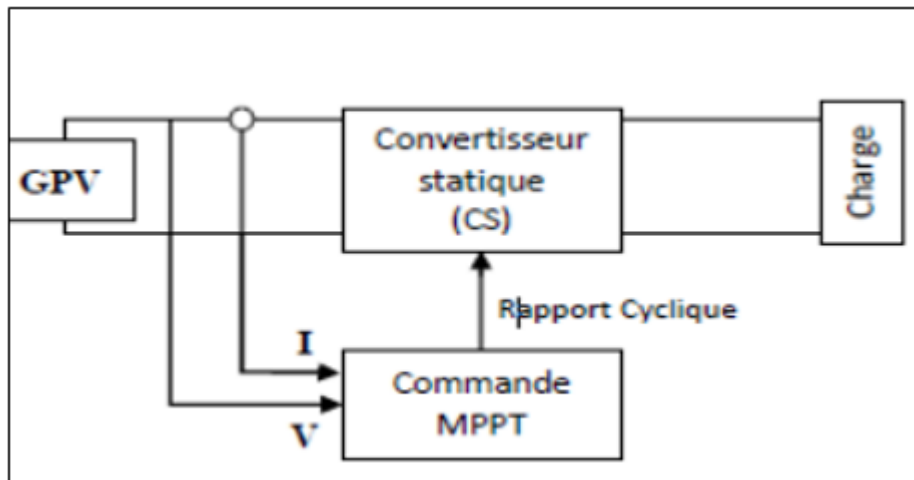 GPV
Convertisseur
statique
(CS)
Charge
Rapport Cyclique
I
V
Commande
MPPT